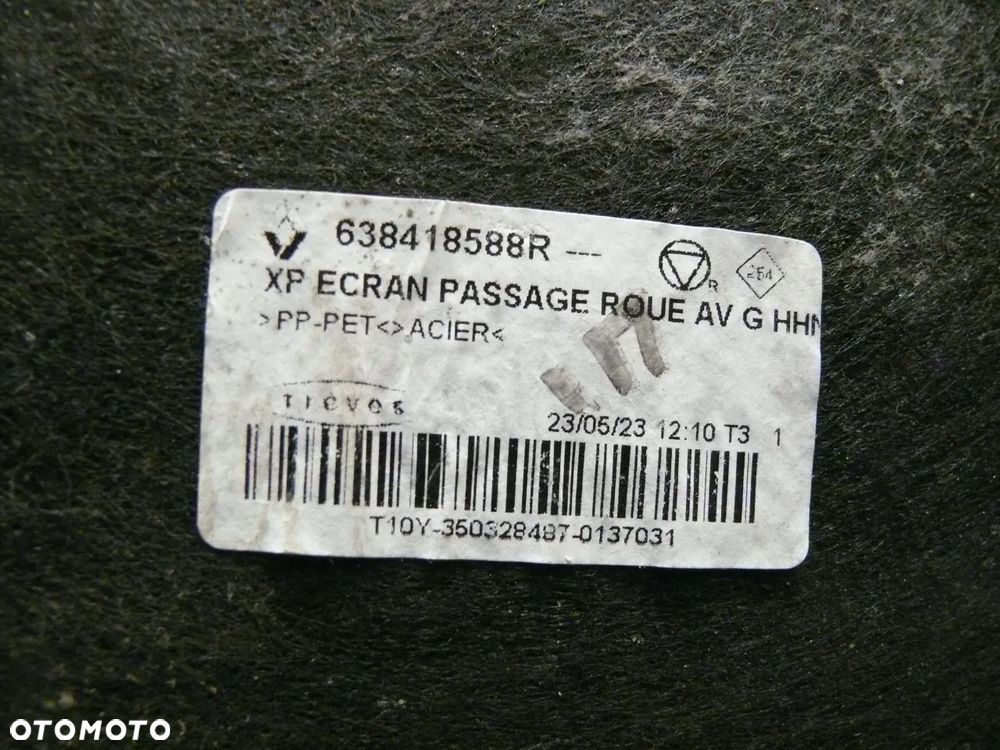 638418588R ---
R
254
XP ECRAN PASSAGE ROUE AV G HHN
>PP-PET<>ACIER<
23/05/23 12:10 T3 1
T10Y-350328487-0137031
OTOMOTO